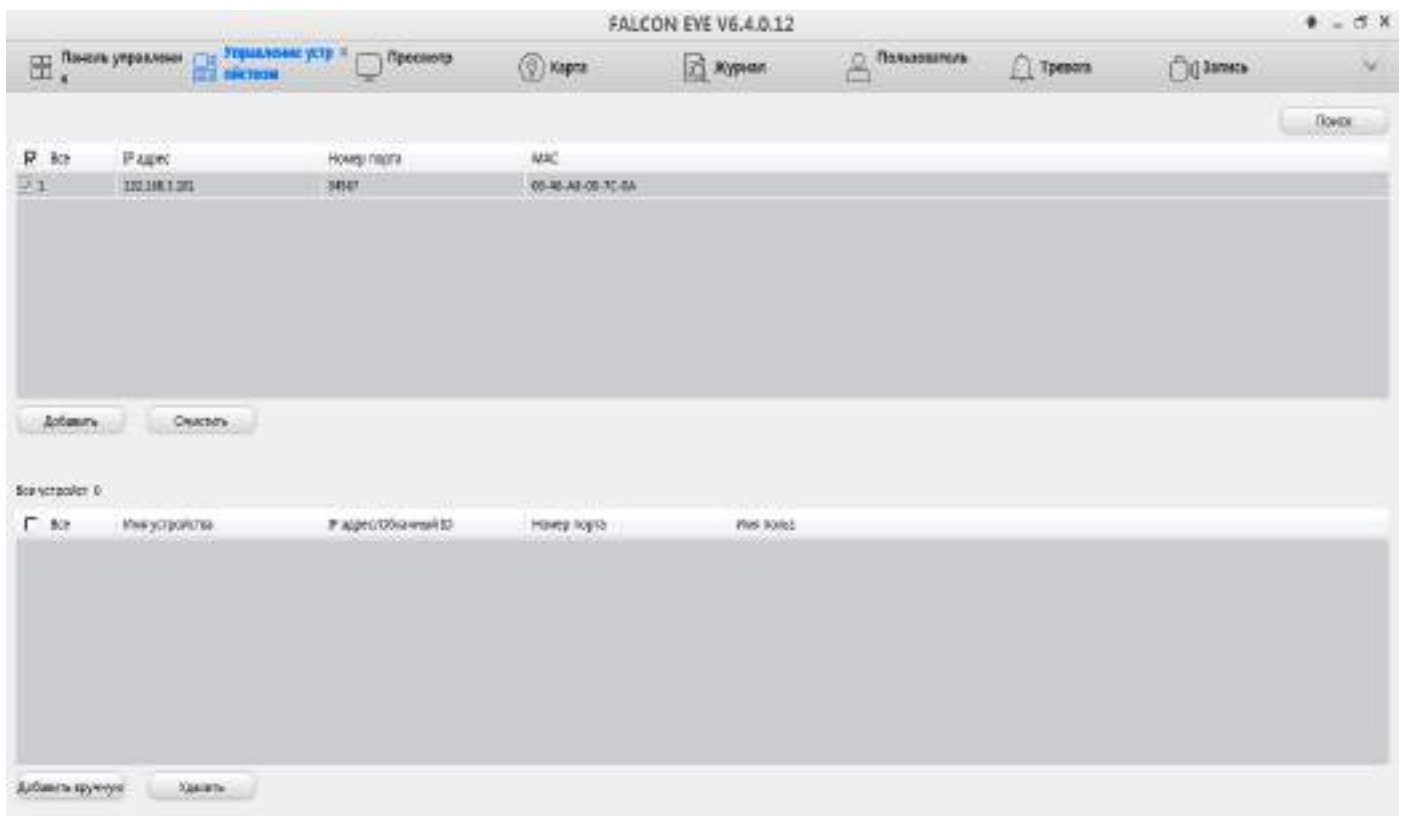 FALCON EYE V6.4.0.12
Панель управлени
я
Управление устр
ойством
Просмотр
Карта
Журнал
Пользователь
Тревога
Запись
Поиск
Все IP адрес Номер порта MAC
1
Добавить Очистить
Все устройст 0
Все Имя устройства IP адрес/Облачный ID Номер порта Имя польз
Добавить вручную Удалить